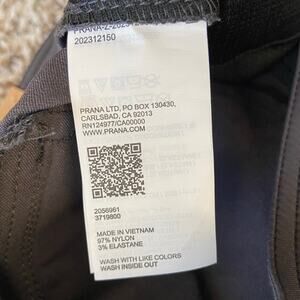 202312150
PRANA LTD, PO BOX 130430,
CARLSBAD, CA 92013
RN124977/CA00000
WWW.PRANA.COM
2056961
3719800
MADE IN VIETNAM
97% NYLON
3% ELASTANE
WASH WITH LIKE COLORS
WASH INSIDE OUT